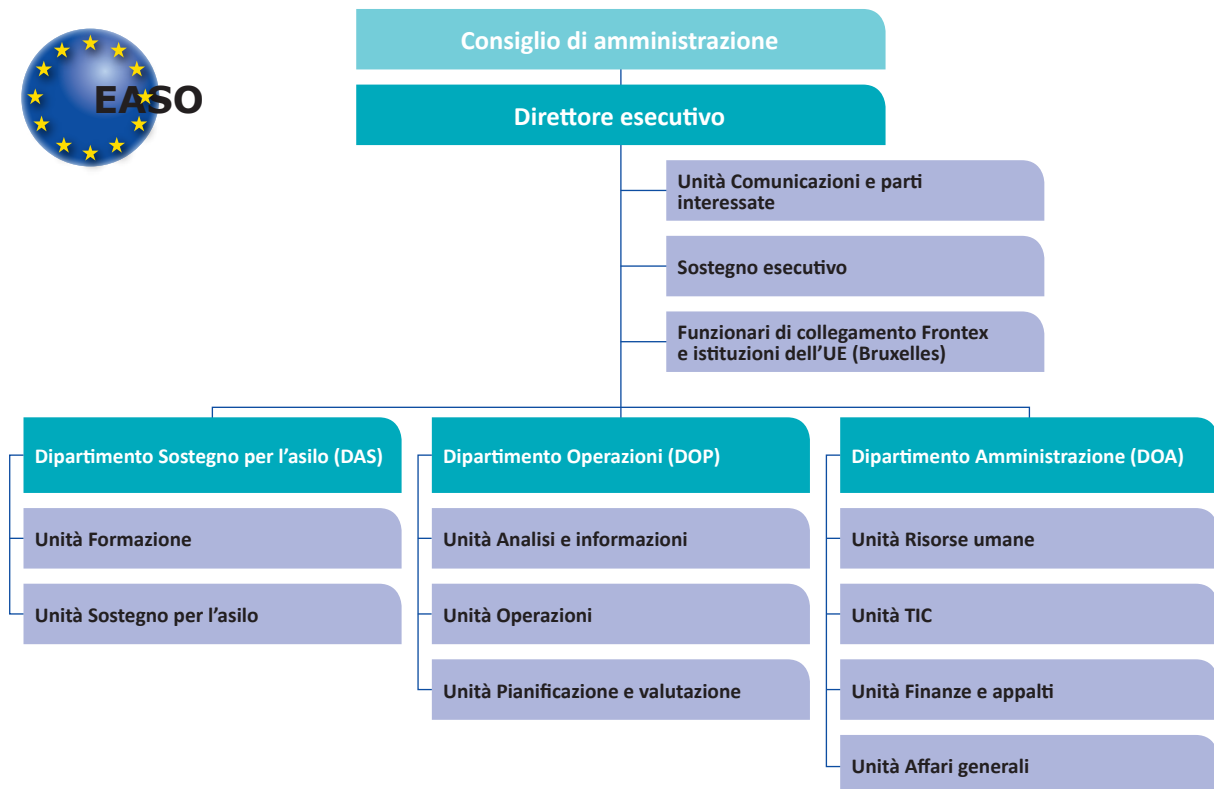 EASO
Consiglio di amministrazione
Direttore esecutivo
Unità Comunicazioni e parti
interessate
Sostegno esecutivo
Funzionari di collegamento Frontex
e istituzioni dell'UE (Bruxelles)
Dipartimento Sostegno per l'asilo (DAS)
Unità Formazione
Unità Sostegno per l'asilo
Dipartimento Operazioni (DOP)
Unità Analisi e informazioni
Unità Operazioni
Unità Pianificazione e valutazione
Dipartimento Amministrazione (DOA)
Unità Risorse umane
Unità TIC
Unità Finanze e appalti
Unità Affari generali